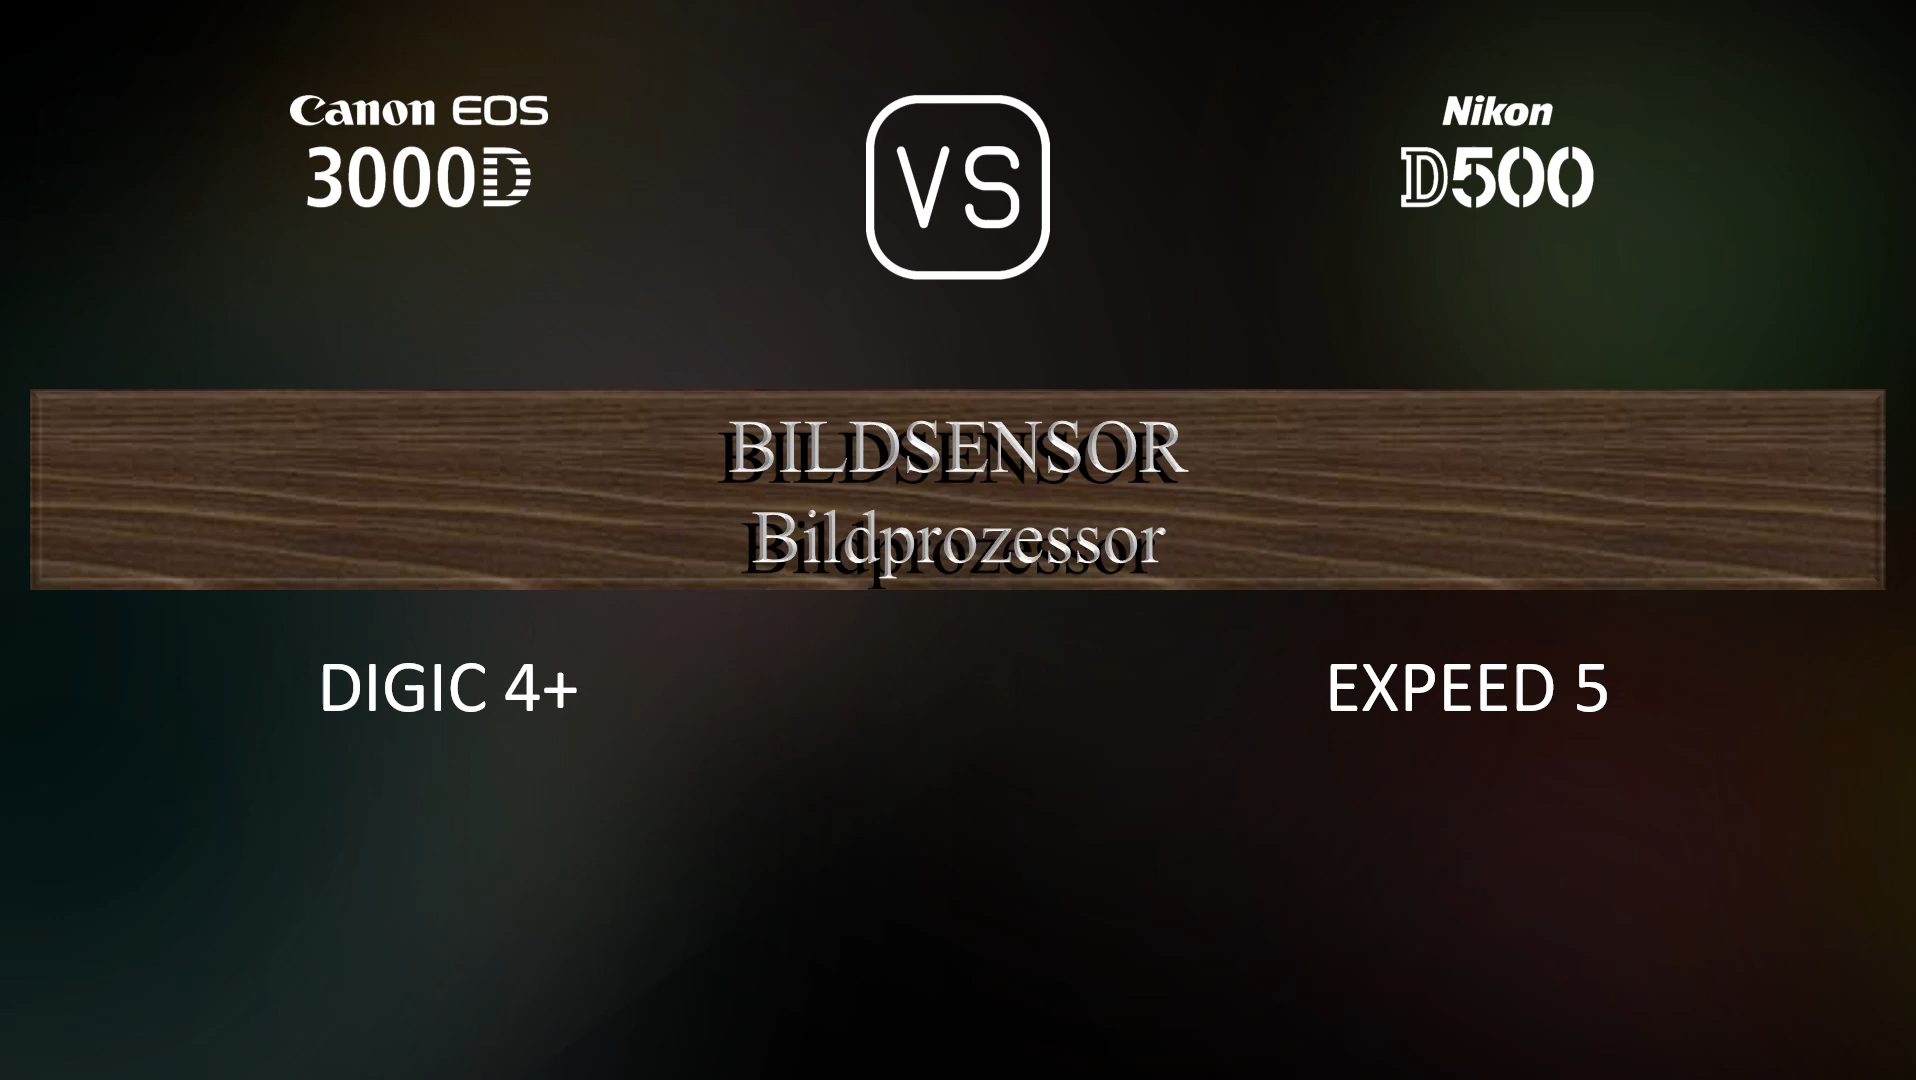 Canon EOS
3000D
VS
Nikon
D500
BILDSENSOR
Bildprozessor
DIGIC 4+
EXPEED 5